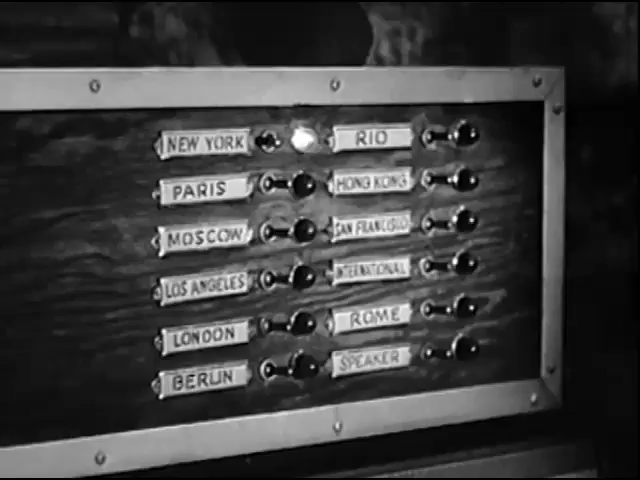 NEW YORK
RIO
PARIS
HONG KONG
MOSCOW
SAN FRANCISCO
LOS ANGELES
INTERNATIONAL
LONDON
ROME
BERLIN
SPEAKER